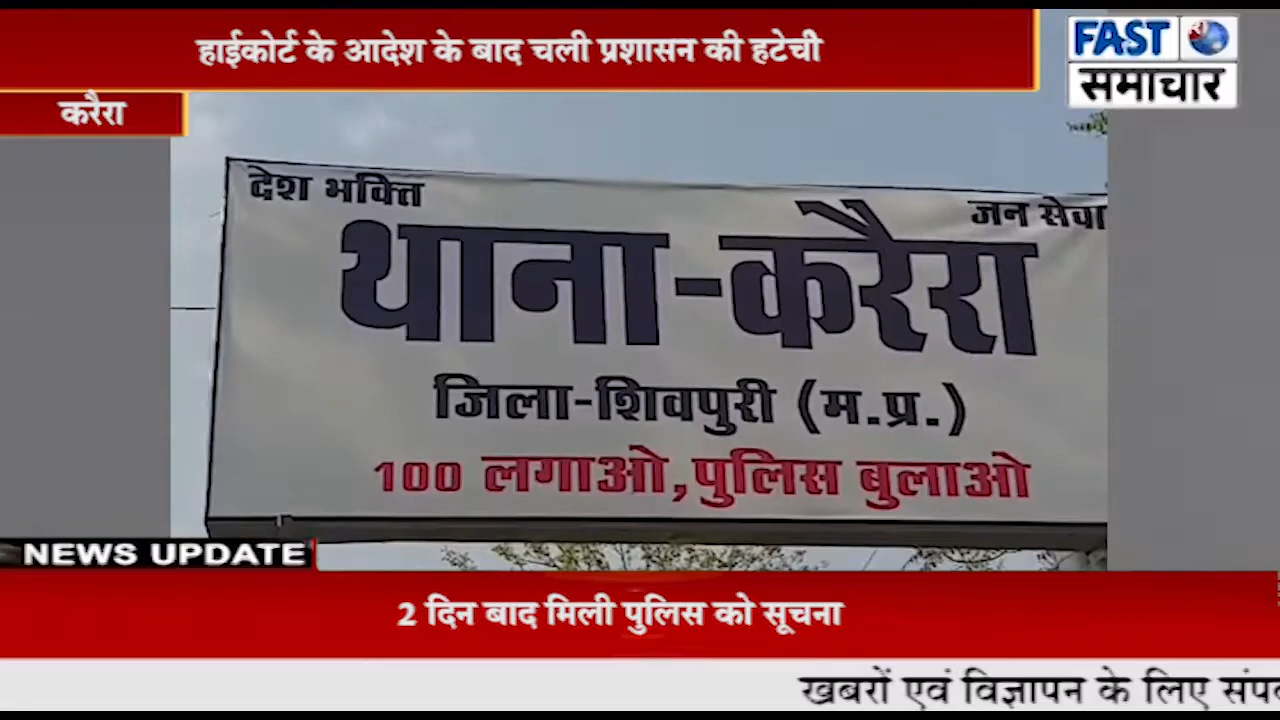 हाईकोर्ट के आदेश के बाद चली प्रशासन की हटेची
FAST
समाचार
करैरा
देश भक्ति
जन सेवा
थाना-करैरा
जिला-शिवपुरी (म.प्र.)
100 लगाओ,पुलिस बुलाओ
NEWS UPDATE
2 दिन बाद मिली पुलिस को सूचना
खबरों एवं विज्ञापन के लिए